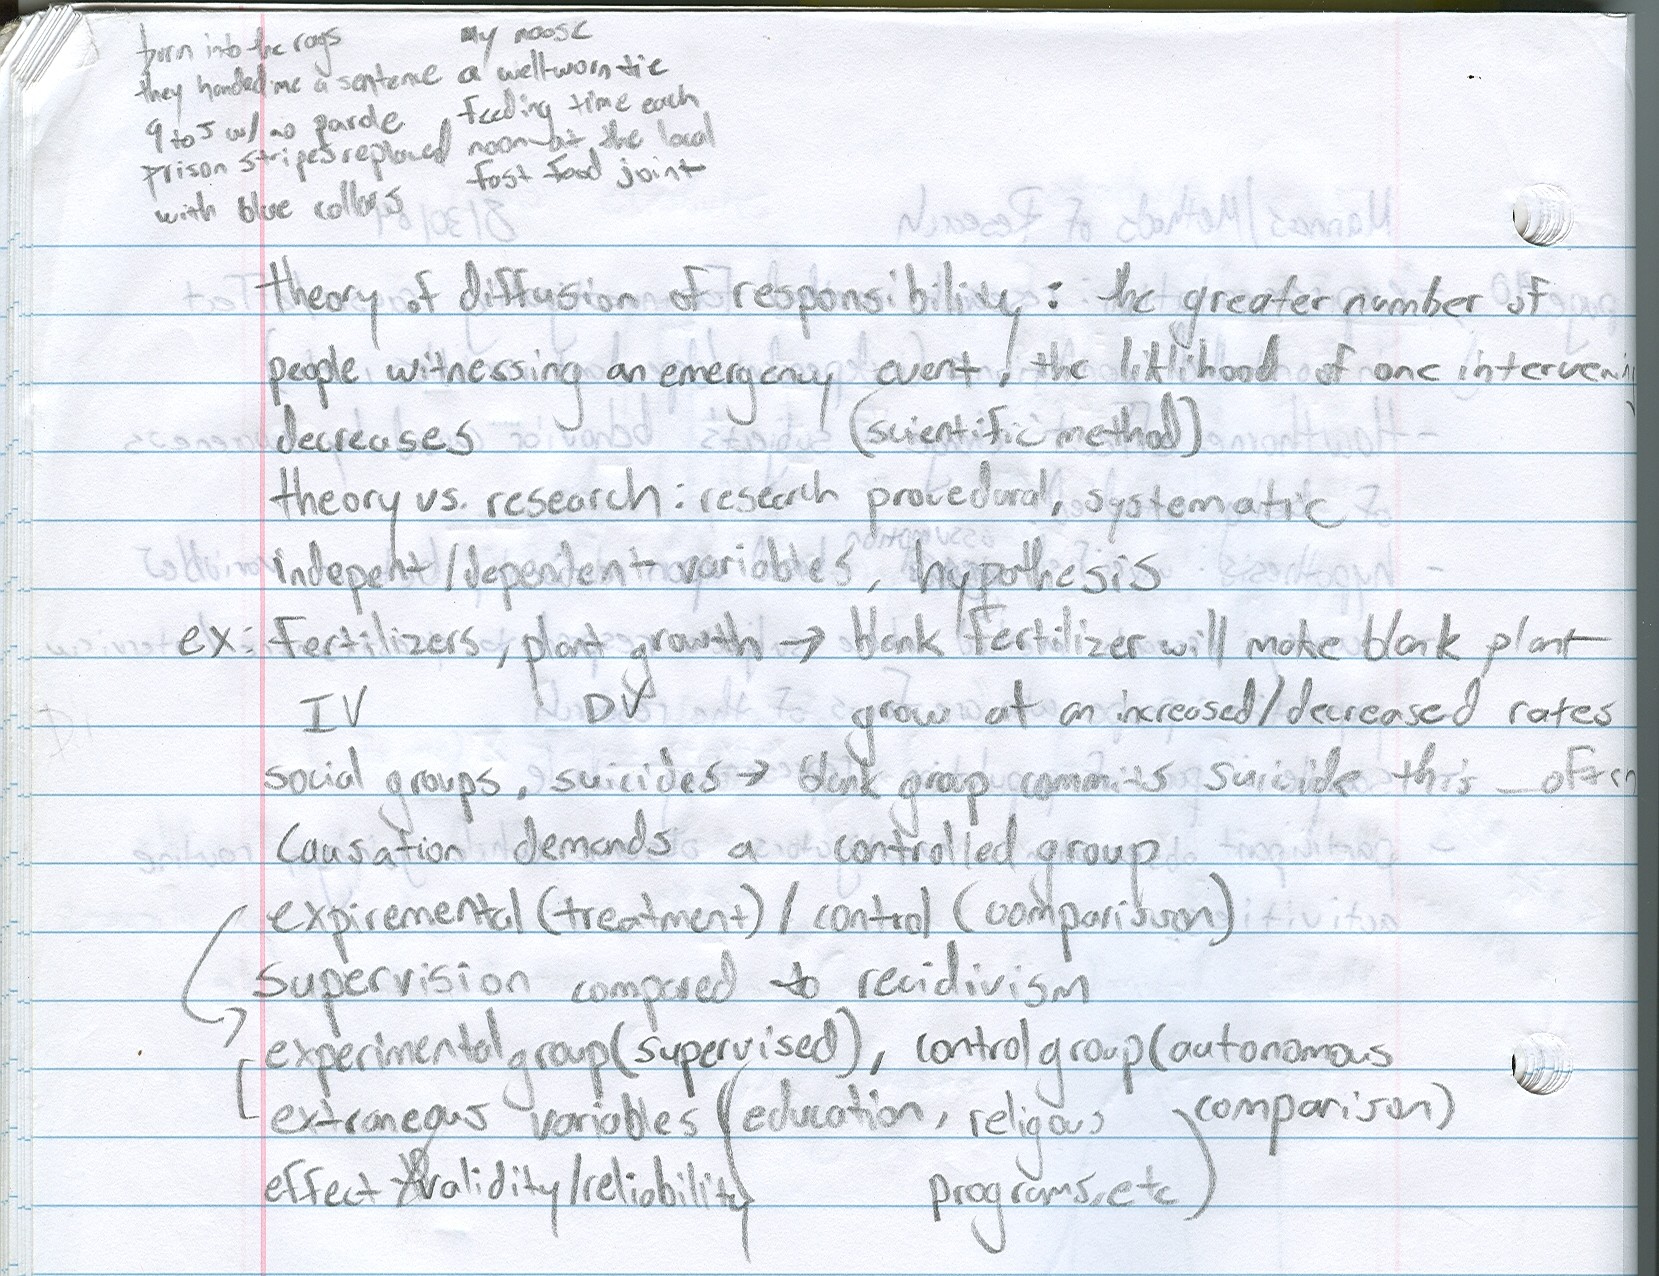 born into the rags
they handed me a sentence
9 to 5 w/ no parole
prison stripes replaced
with blue collars
my noose
a well-worn tie
feeding time each
noon at the local
fast food joint
theory of diffusion of responsibility: the greater number of
people witnessing an emergency event, the liklihood of one intervening
decreases (scientific method)
theory vs. research: research procedural, systematic
indepent/dependent variables, hypothesis
ex: fertilizers, plant growth → blank fertilizer will make blank plant
IV DV grow at an increased/decreased rates
social groups, suicides → blank group commits suicide this _ often
causation demands a controlled group
expiremental (treatment) / control (comparison)
supervision compared to recidivism
experimental group (supervised), control group (autonomous
comparison)
extraneous variables (education, religous
effect validity/reliability programs, etc)